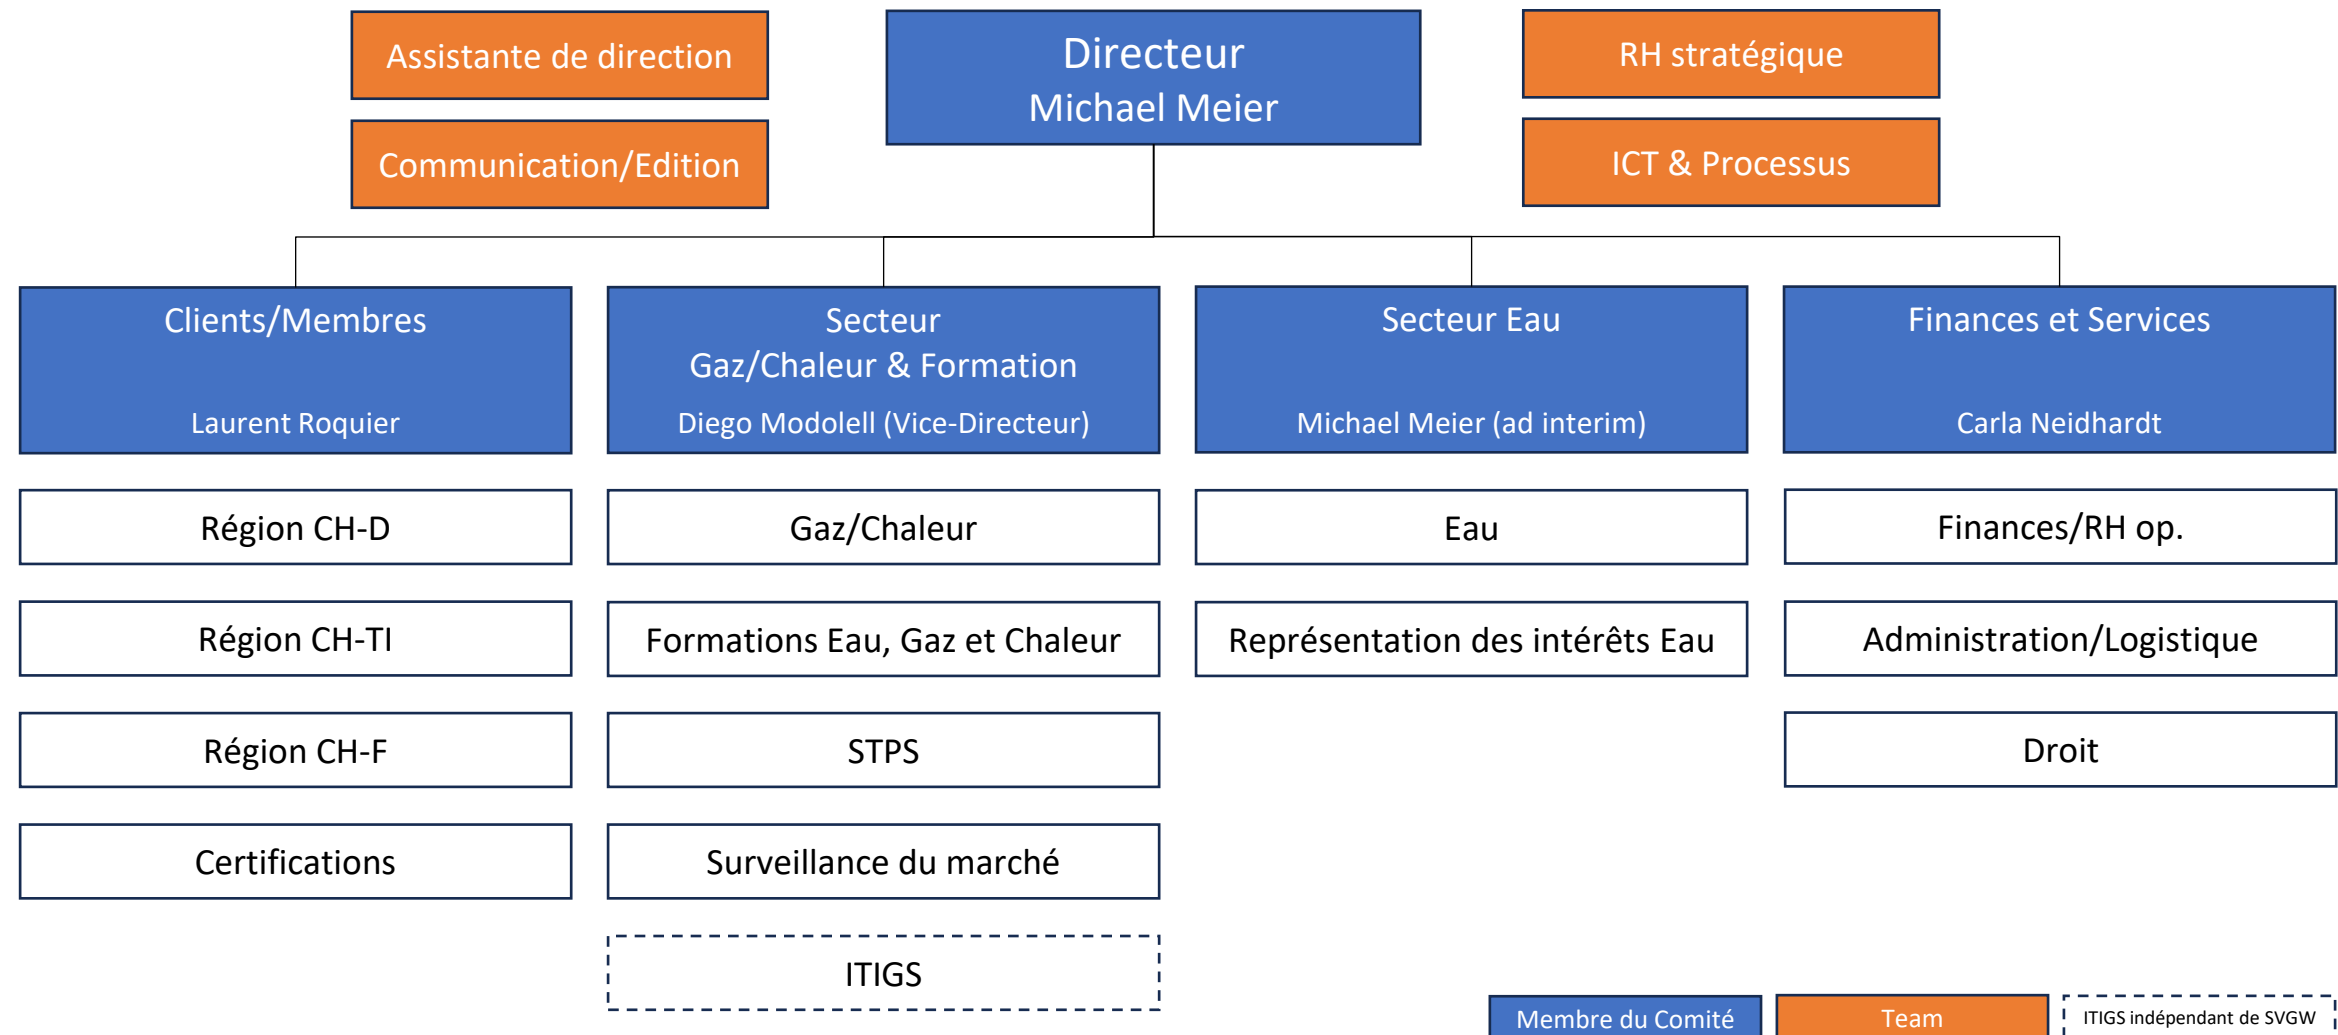 Assistante de direction
Directeur
Michael Meier
RH stratégique
Communication/Edition
ICT & Processus
Clients/Membres
Laurent Roquier
Secteur
Gaz/Chaleur & Formation
Diego Modolell (Vice-Directeur)
Secteur Eau
Michael Meier (ad interim)
Finances et Services
Carla Neidhardt
Région CH-D
Gaz/Chaleur
Eau
Finances/RH op.
Région CH-TI
Formations Eau, Gaz et Chaleur
Représentation des intérêts Eau
Administration/Logistique
Région CH-F
STPS
Droit
Certifications
Surveillance du marché
ITIGS
Membre du Comité
Team
ITIGS indépendant de SVGW